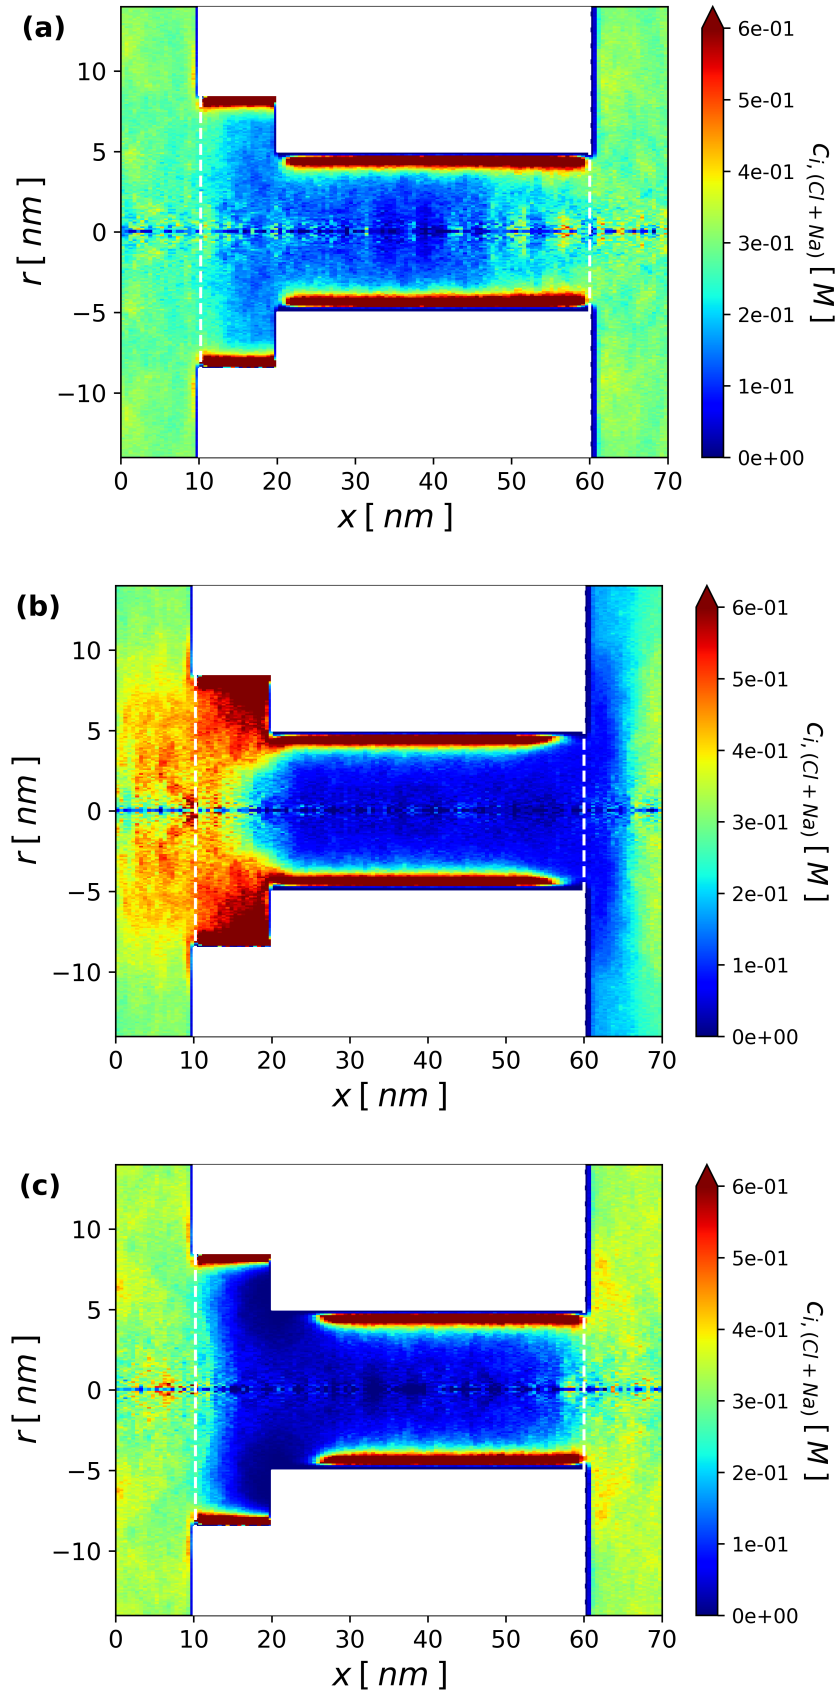 (a)
10
5
0
−5
−10
r [ nm ]
0 10 20 30 40 50 60 70
x [ nm ]
6e-01
5e-01
4e-01
3e-01
2e-01
1e-01
0e+00
c_{i, (Cl + Na)} [ M ]
(b)
10
5
0
−5
−10
r [ nm ]
0 10 20 30 40 50 60 70
x [ nm ]
6e-01
5e-01
4e-01
3e-01
2e-01
1e-01
0e+00
c_{i, (Cl + Na)} [ M ]
(c)
10
5
0
−5
−10
r [ nm ]
0 10 20 30 40 50 60 70
x [ nm ]
6e-01
5e-01
4e-01
3e-01
2e-01
1e-01
0e+00
c_{i, (Cl + Na)} [ M ]